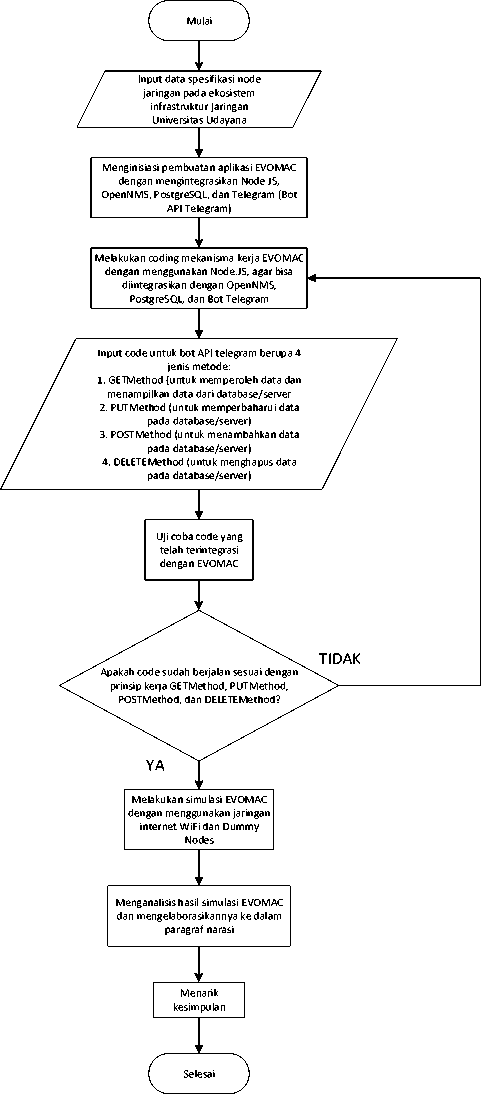 Mulai
Input data spesifikasi node
jaringan pada ekosistem
infrastruktur Jaringan
Universitas Udayana
Menginisiasi pembuatan aplikasi EVOMAC
dengan mengintegrasikan Node JS,
OpenNMS, PostgreSQL, dan Telegram (Bot
API Telegram)
Melakukan coding mekanisma kerja EVOMAC
dengan menggunakan Node.JS, agar bisa
diintegrasikan dengan OpenNMS,
PostgreSQL, dan Bot Telegram
Input code untuk bot API telegram berupa 4
jenis metode:
1. GETMethod (untuk memperoleh data dan
menampilkan data dari database/server
2. PUTMethod (untuk memperbaharui data
pada database/server)
3. POSTMethod (untuk menambahkan data
pada database/server)
4. DELETEMethod (untuk menghapus data
pada database/server)
Uji coba code yang
telah terintegrasi
dengan EVOMAC
Apakah code sudah berjalan sesuai dengan
prinsip kerja GETMethod, PUTMethod,
POSTMethod, dan DELETEMethod?
TIDAK
YA
Melakukan simulasi EVOMAC
dengan menggunakan jaringan
internet WiFi dan Dummy
Nodes
Menganalisis hasil simulasi EVOMAC
dan mengelaborasikannya ke dalam
paragraf narasi
Menarik
kesimpulan
Selesai